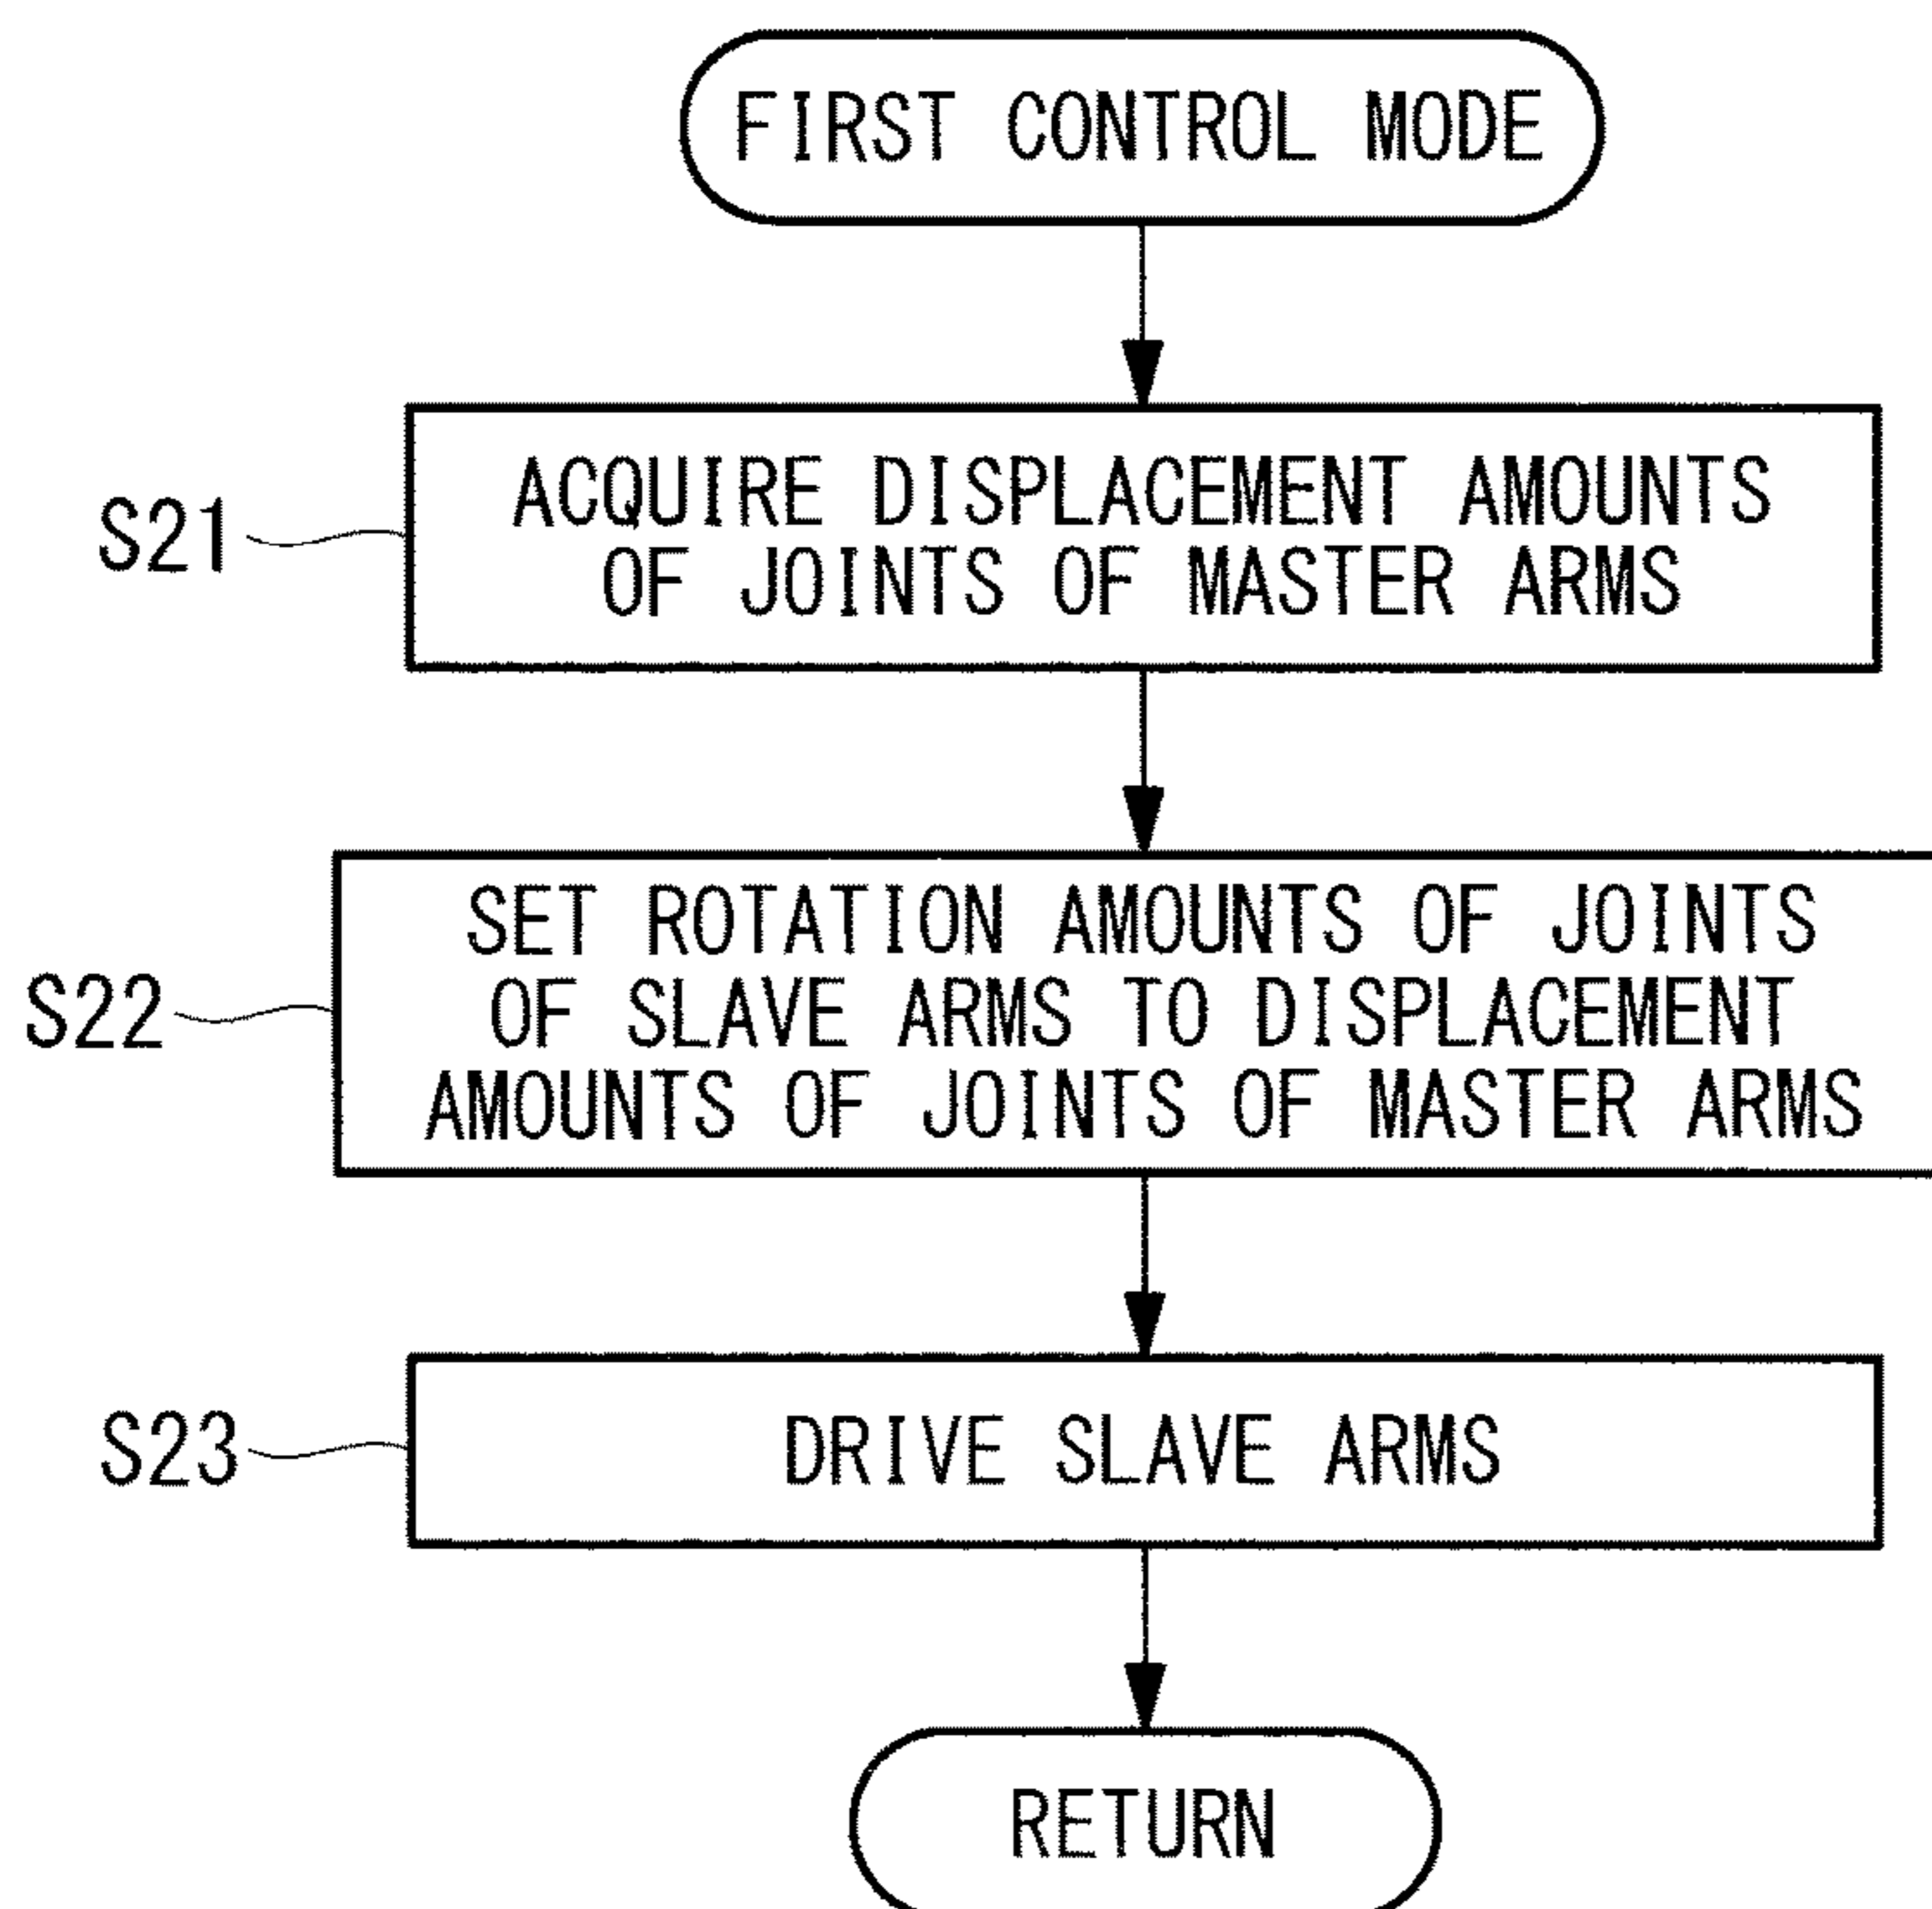 FIRST CONTROL MODE
S21
ACQUIRE DISPLACEMENT AMOUNTS
OF JOINTS OF MASTER ARMS
S22
SET ROTATION AMOUNTS OF JOINTS
OF SLAVE ARMS TO DISPLACEMENT
AMOUNTS OF JOINTS OF MASTER ARMS
S23
DRIVE SLAVE ARMS
RETURN